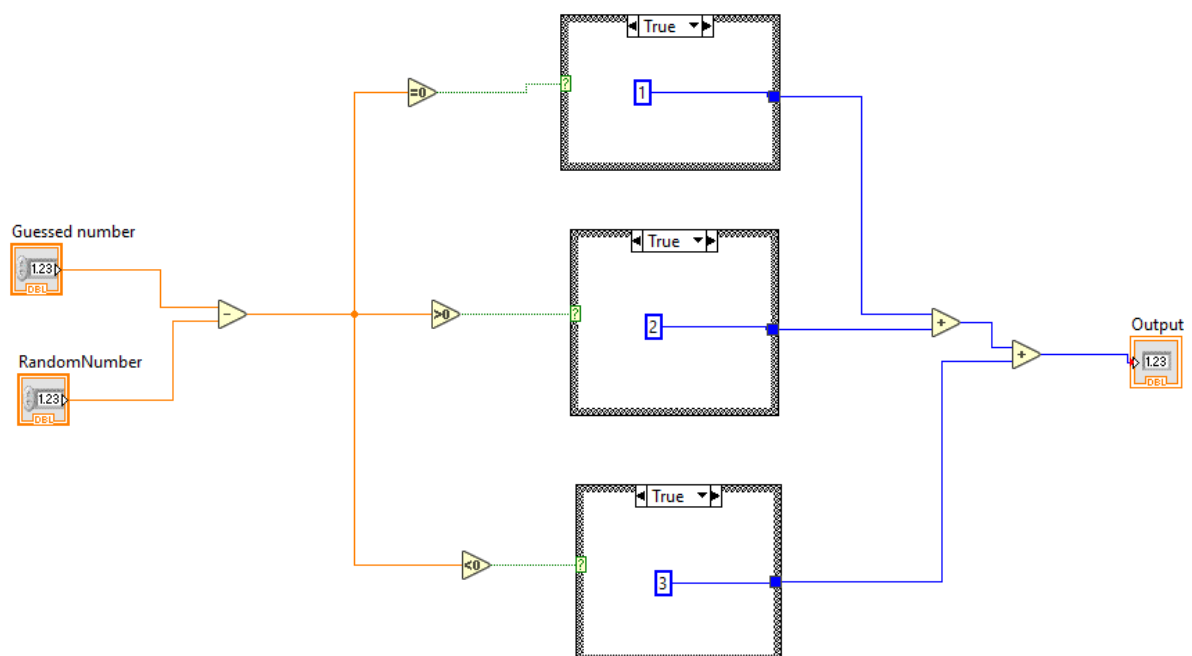 True
=0
?
1
Guessed number
1.23
DBL
True
>0
?
2
-
+
Output
+
1.23
DBL
RandomNumber
1.23
DBL
True
<0
?
3